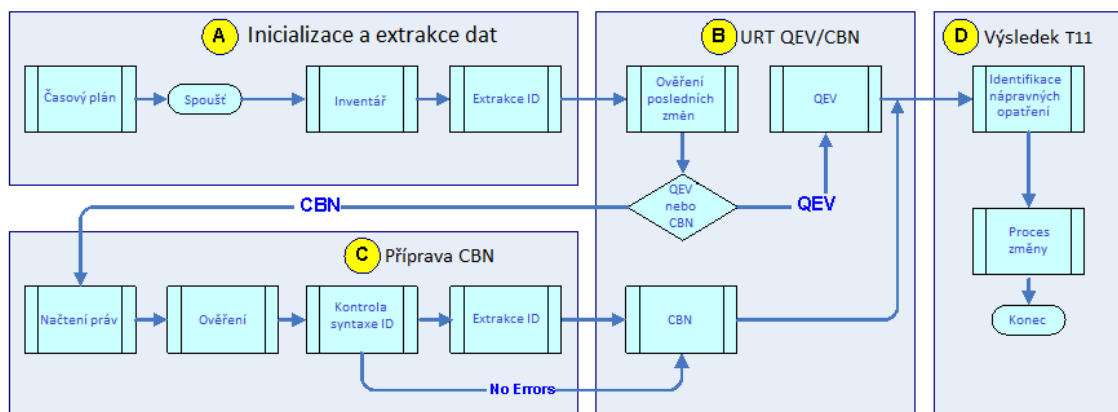 A Inicializace a extrakce dat
Časový plán
Spoušť
Inventář
Extrakce ID
B URT QEV/CBN
Ověření
posledních
změn
QEV
QEV
nebo
CBN
CBN
QEV
C Příprava CBN
Načtení práv
Ověření
Kontrola
syntaxe ID
Extrakce ID
CBN
No Errors
D Výsledek T11
Identifikace
nápravných
opatření
Proces
změny
Konec